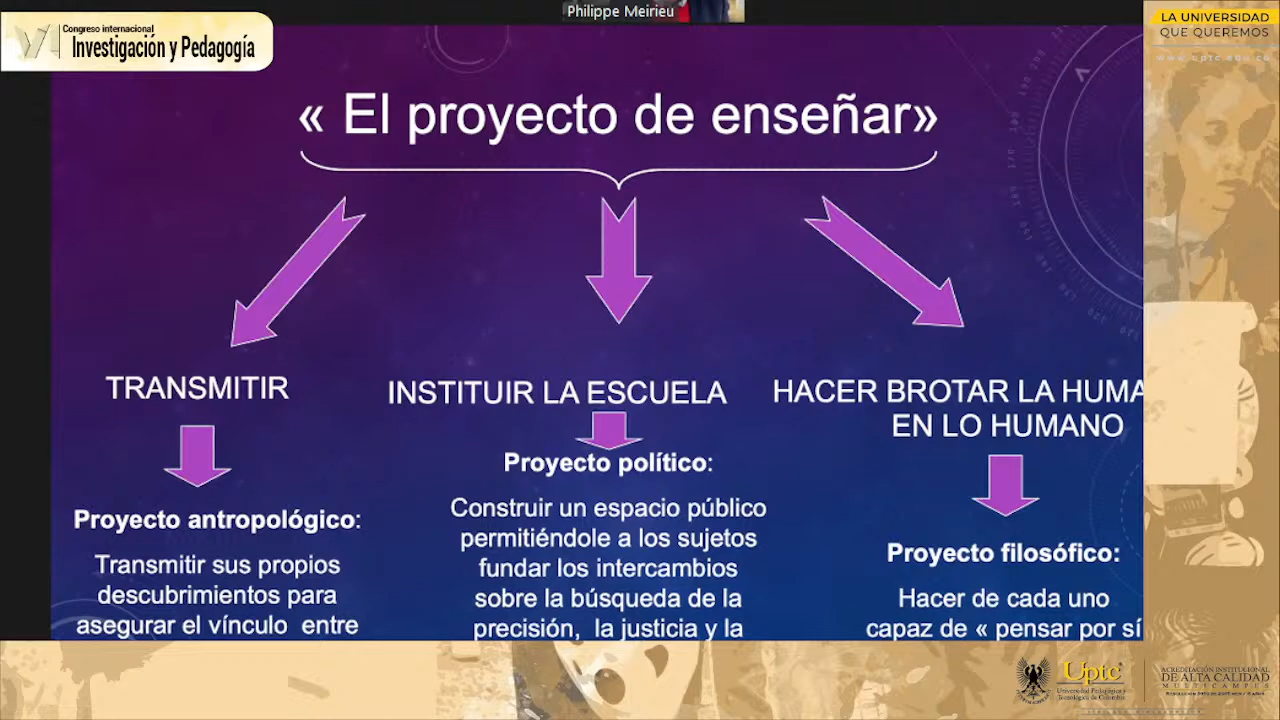 Philippe Meirieu
Congreso internacional
Investigación y Pedagogía
LA UNIVERSIDAD
QUE QUEREMOS
www.uptc.edu.co
« El proyecto de enseñar»
TRANSMITIR
Proyecto antropológico:
Transmitir sus propios
descubrimientos para
asegurar el vínculo entre
INSTITUIR LA ESCUELA
Proyecto político:
Construir un espacio público
permitiéndole a los sujetos
fundar los intercambios
sobre la búsqueda de la
precisión, la justicia y la
HACER BROTAR LA HUMA
EN LO HUMANO
Proyecto filosófico:
Hacer de cada uno
capaz de « pensar por sí
Uptc
Universidad Pedagógica y
Tecnológica de Colombia
ACREDITACIÓN INSTITUCIONAL
DE ALTA CALIDAD
MULTICAMPUS